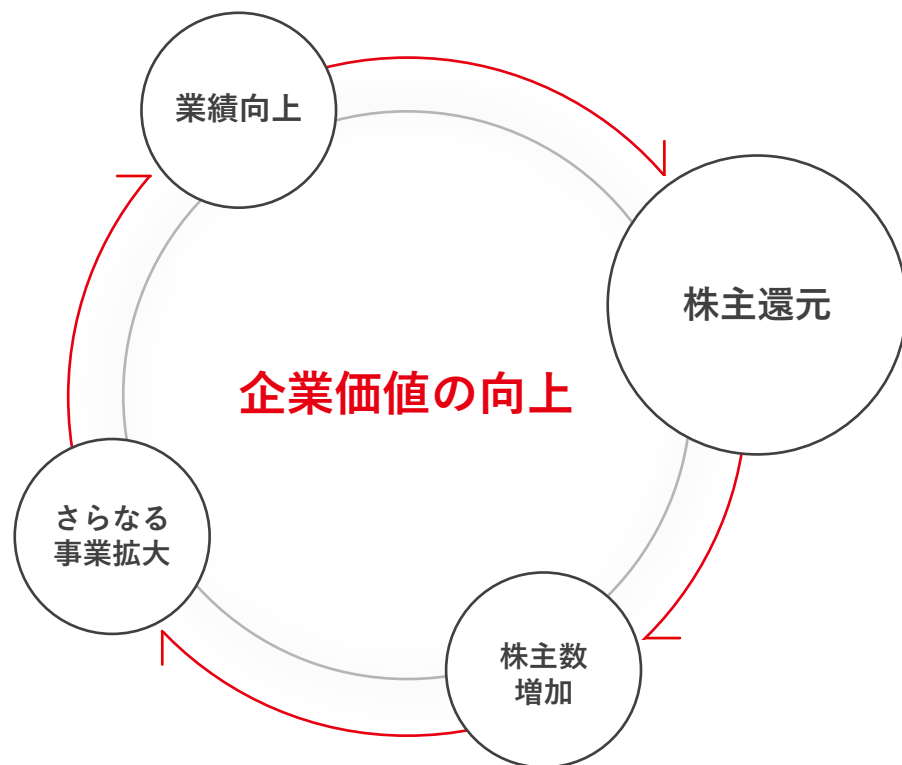 業績向上
株主還元
企業価値の向上
さらなる
事業拡大
株主数
増加